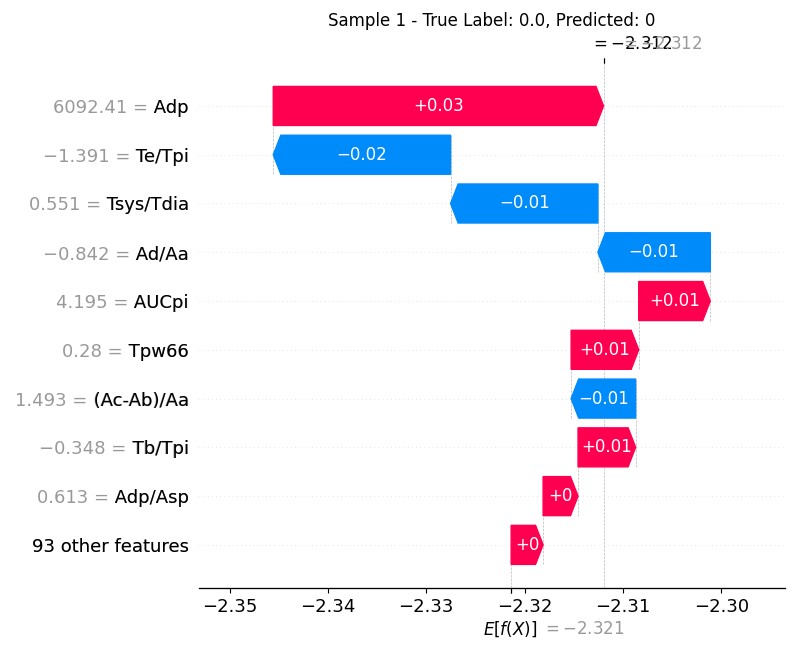 Sample 1 - True Label: 0.0, Predicted: 0
= −2.312
6092.41 = Adp +0.03
−1.391 = Te/Tpi −0.02
0.551 = Tsys/Tdia −0.01
−0.842 = Ad/Aa −0.01
4.195 = AUCpi +0.01
0.28 = Tpw66 +0.01
1.493 = (Ac-Ab)/Aa −0.01
−0.348 = Tb/Tpi +0.01
0.613 = Adp/Asp +0
93 other features +0
−2.35 −2.34 −2.33 −2.32 −2.31 −2.30
E[f(X)] = −2.321